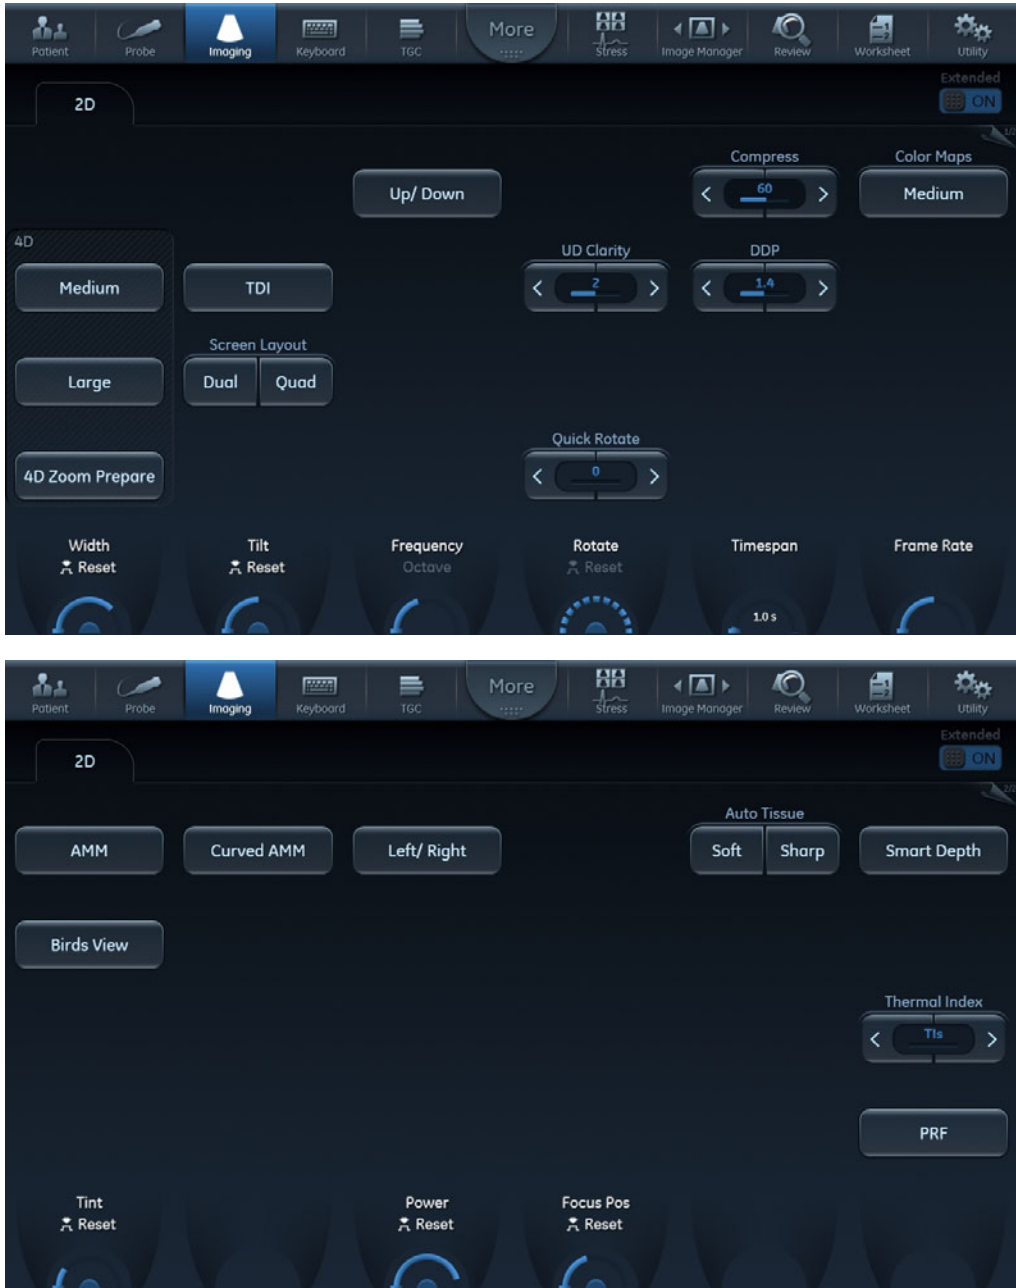 Patient Probe Imaging Keyboard TGC More Stress Image Manager Review Worksheet Utility
Extended
ON
2D
1/2
Compress Color Maps
Up/ Down < 60 > Medium
4D
UD Clarity DDP
Medium TDI < 2 > < 1.4 >
Screen Layout
Large Dual Quad
Quick Rotate
4D Zoom Prepare < 0 >
Width Tilt Frequency Rotate Timespan Frame Rate
Reset Reset Octave Reset
1.0 s
Patient Probe Imaging Keyboard TGC More Stress Image Manager Review Worksheet Utility
Extended
ON
2D
2/2
Auto Tissue
AMM Curved AMM Left/ Right Soft Sharp Smart Depth
Birds View
Thermal Index
< TIs >
PRF
Tint Power Focus Pos
Reset Reset Reset